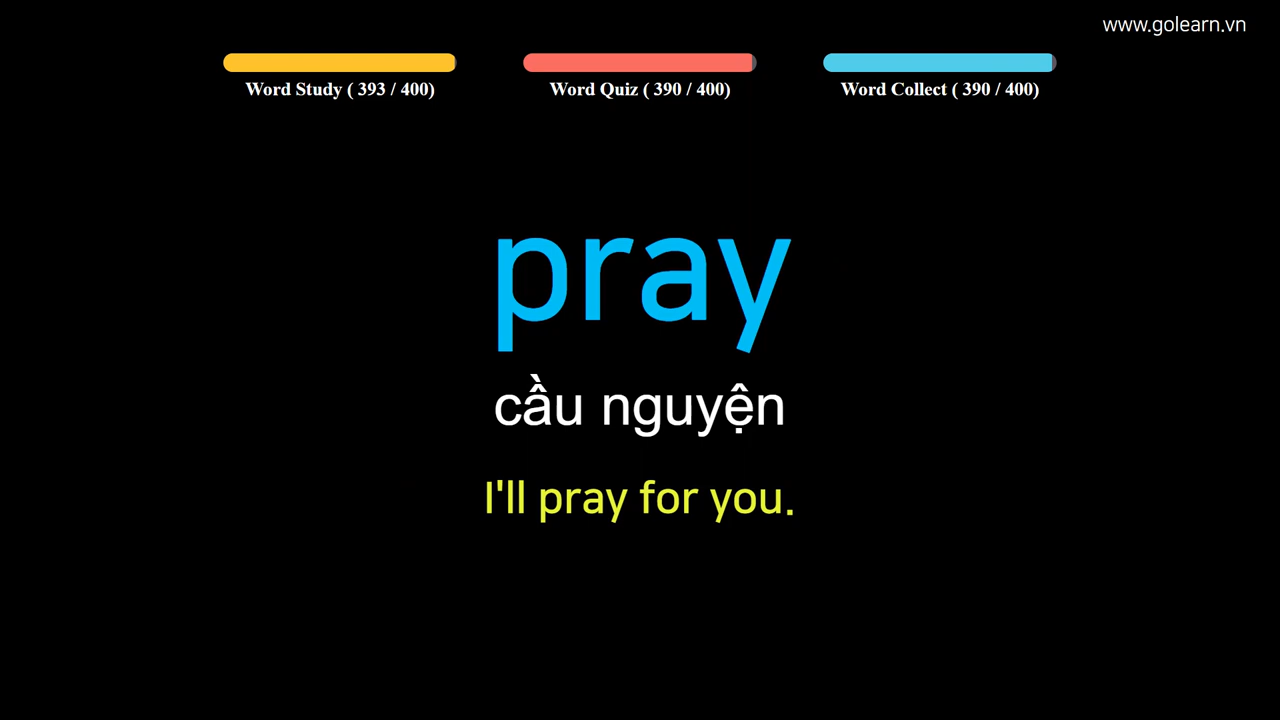 www.golearn.vn
Word Study ( 393 / 400)
Word Quiz ( 390 / 400)
Word Collect ( 390 / 400)
pray
cầu nguyện
I'll pray for you.